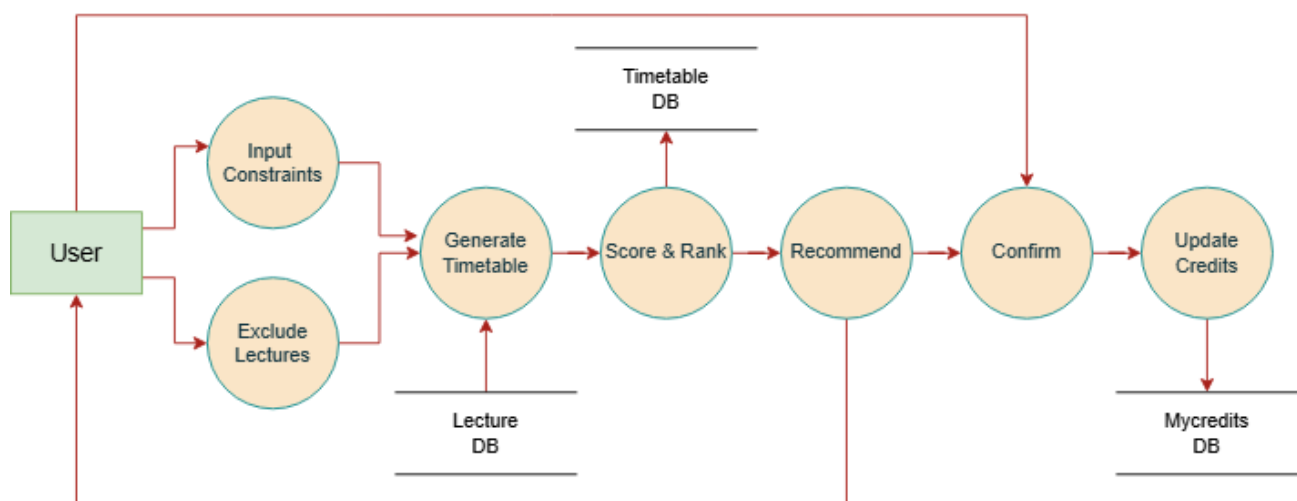 Timetable
DB
Input
Constraints
User
Generate
Timetable
Score & Rank
Recommend
Confirm
Update
Credits
Exclude
Lectures
Lecture
DB
Mycredits
DB